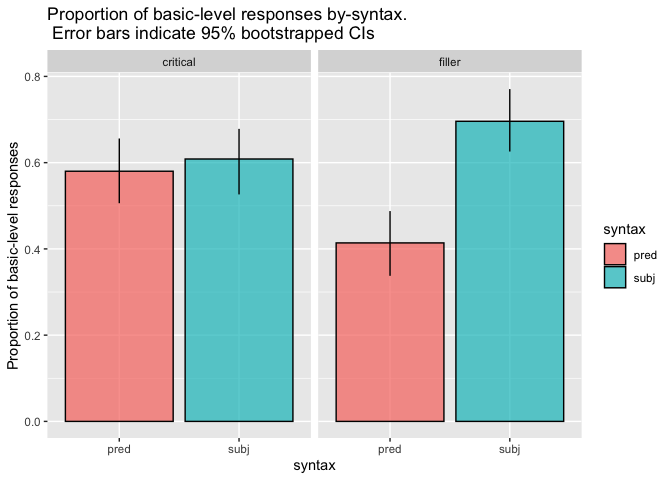 Proportion of basic-level responses by-syntax.
Error bars indicate 95% bootstrapped CIs
critical
filler
Proportion of basic-level responses
0.8
0.6
0.4
0.2
0.0
pred
subj
pred
subj
syntax
syntax
pred
subj